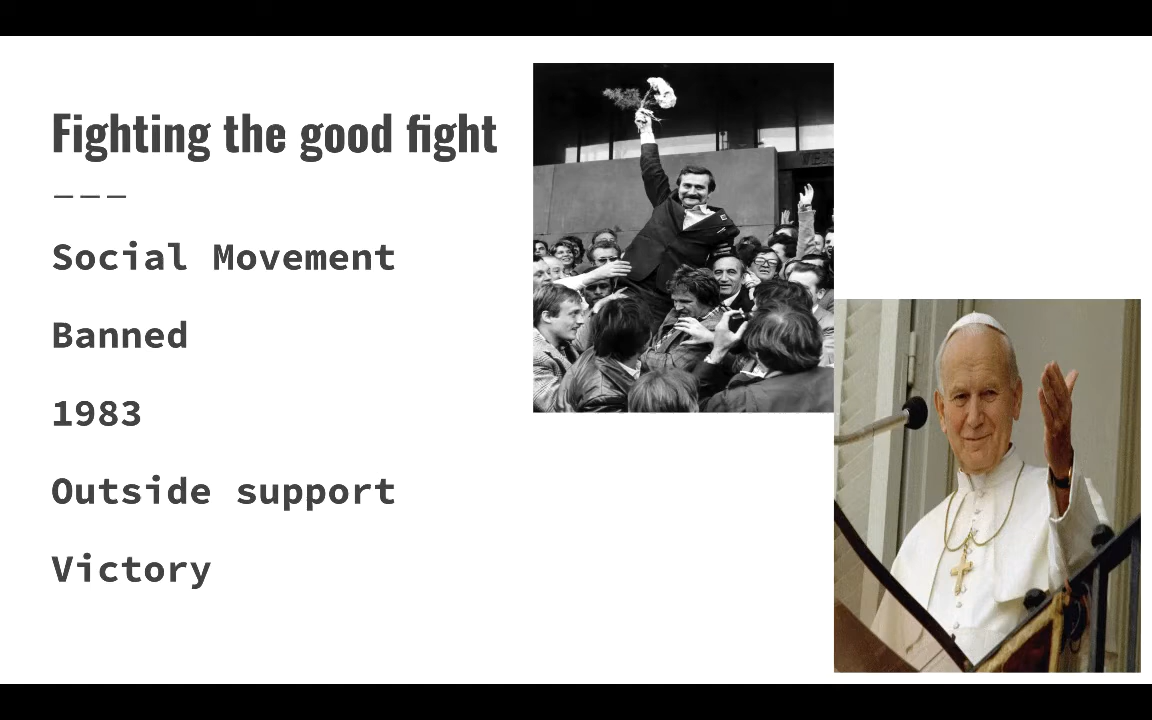 Fighting the good fight
Social Movement
Banned
1983
Outside support
Victory